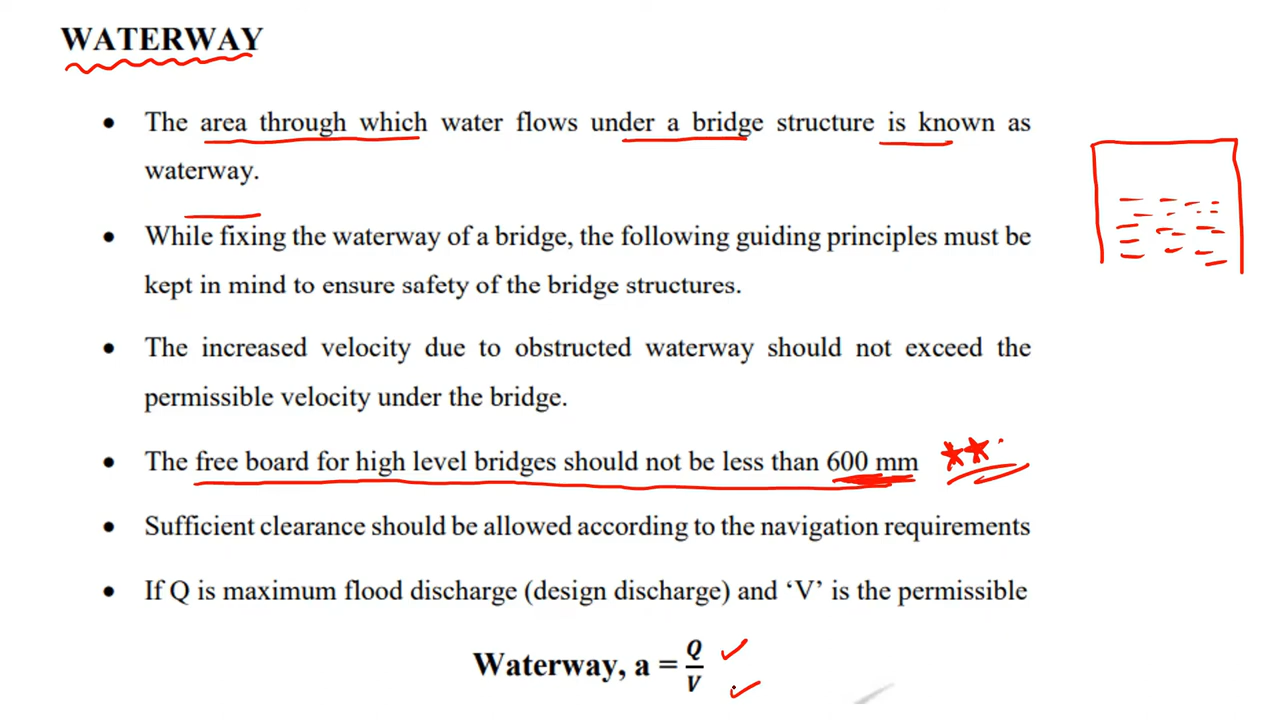 WATERWAY
• The area through which water flows under a bridge structure is known as
waterway.
• While fixing the waterway of a bridge, the following guiding principles must be
kept in mind to ensure safety of the bridge structures.
• The increased velocity due to obstructed waterway should not exceed the
permissible velocity under the bridge.
• The free board for high level bridges should not be less than 600 mm
• Sufficient clearance should be allowed according to the navigation requirements
• If Q is maximum flood discharge (design discharge) and ‘V’ is the permissible
Waterway, a = Q/V